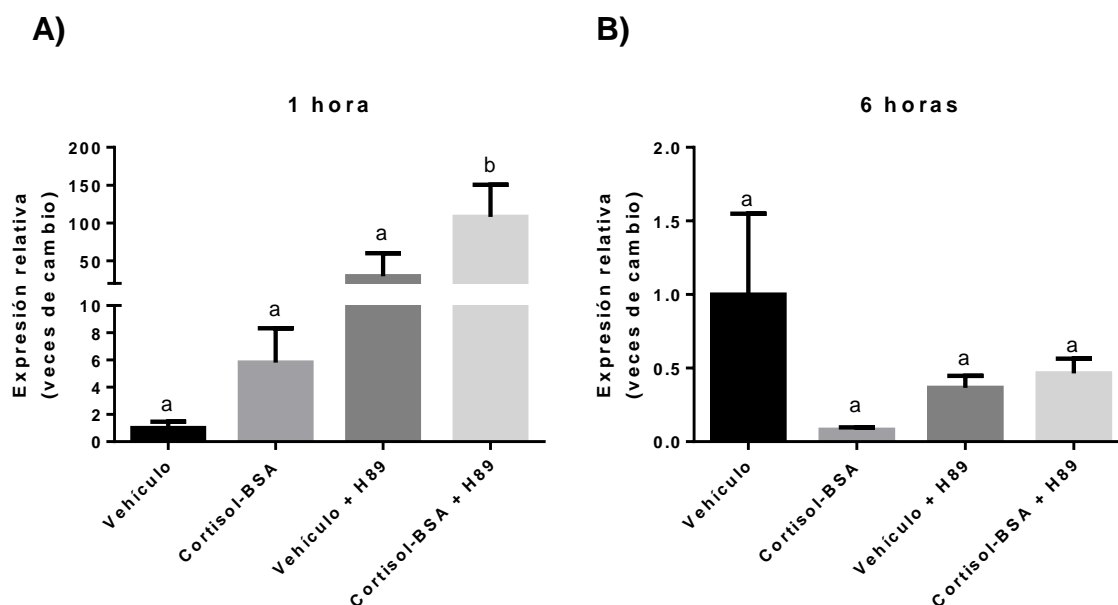 A)
1 hora
Expresión relativa
(veces de cambio)
200
150
100
50
10
8
6
4
2
0
a
a
a
b
Vehículo
Cortisol-BSA
Vehículo + H89
Cortisol-BSA + H89
B)
6 horas
Expresión relativa
(veces de cambio)
2.0
1.5
1.0
0.5
0.0
a
a
a
a
Vehículo
Cortisol-BSA
Vehículo + H89
Cortisol-BSA + H89